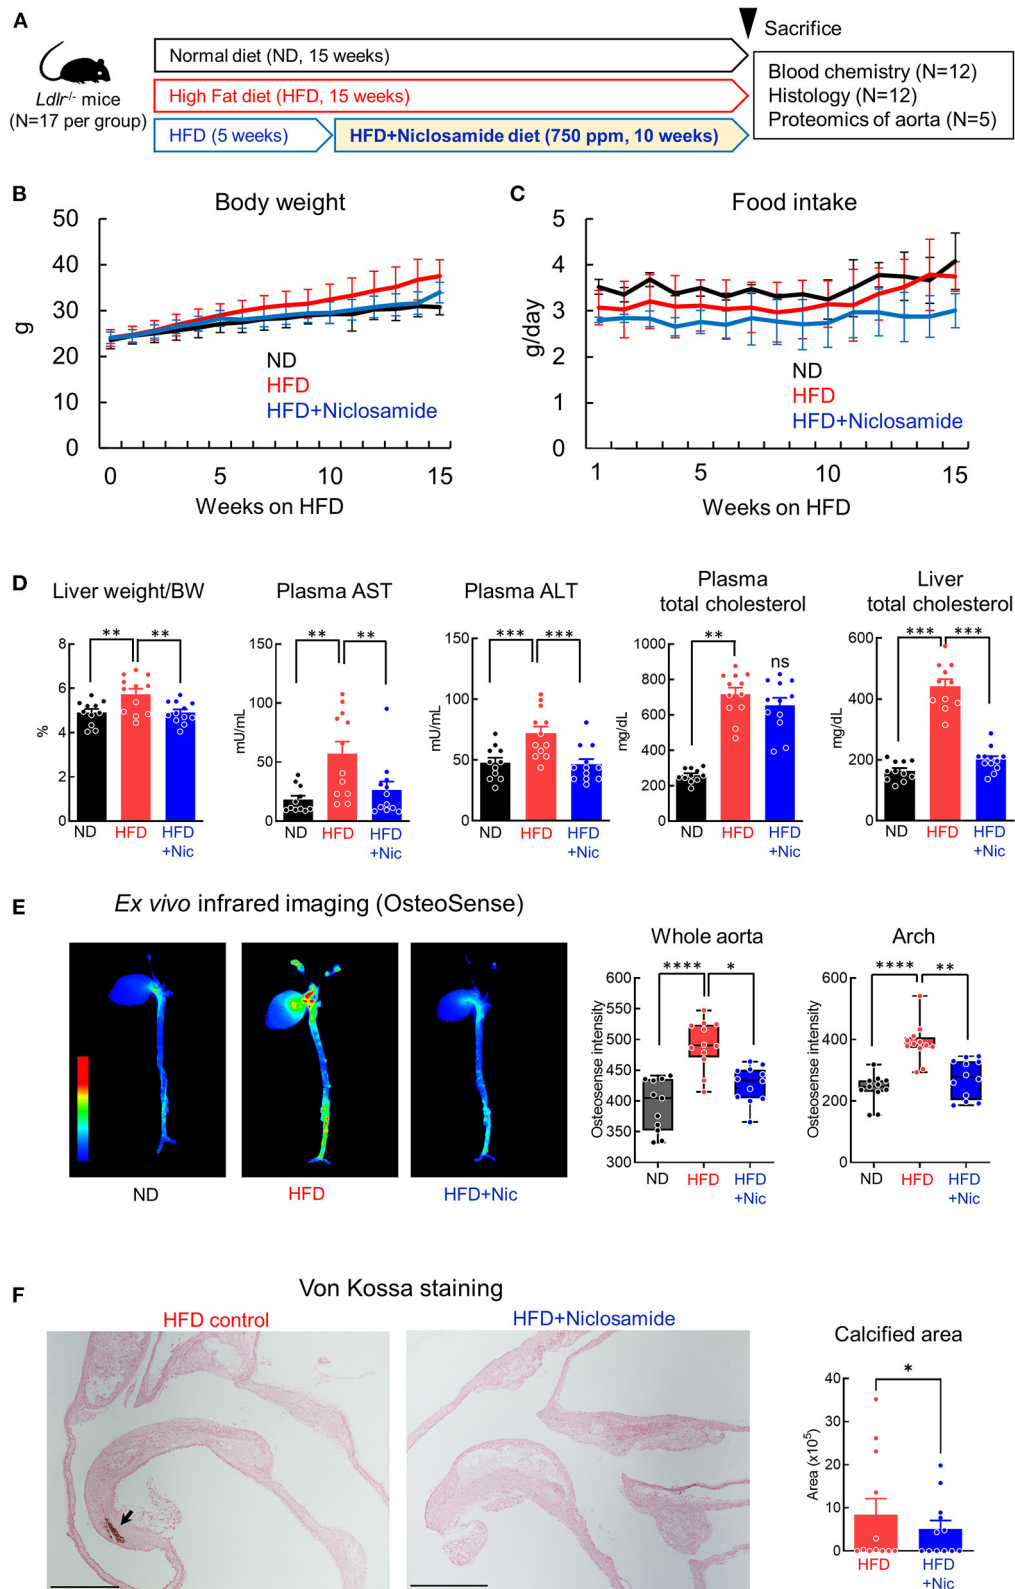 A
Sacrifice
Ldlr-/- mice
(N=17 per group)
Normal diet (ND, 15 weeks)
High Fat diet (HFD, 15 weeks)
HFD (5 weeks)
HFD+Niclosamide diet (750 ppm, 10 weeks)
Blood chemistry (N=12)
Histology (N=12)
Proteomics of aorta (N=5)
B
Body weight
50
40
30
20
10
0
g
ND
HFD
HFD+Niclosamide
0
5
10
15
Weeks on HFD
C
Food intake
5
4
3
2
1
0
g/day
ND
HFD
HFD+Niclosamide
1
5
10
15
Weeks on HFD
D
Liver weight/BW
** **
8
6
4
2
0
%
ND
HFD
HFD
+Nic
Plasma AST
** **
150
100
50
0
mU/mL
ND
HFD
HFD
+Nic
Plasma ALT
*** ***
150
100
50
0
mU/mL
ND
HFD
HFD
+Nic
Plasma
total cholesterol
**
ns
1000
800
600
400
200
0
mg/dL
ND
HFD
HFD
+Nic
Liver
total cholesterol
*** ***
600
400
200
0
mg/dL
ND
HFD
HFD
+Nic
E
Ex vivo infrared imaging (OsteoSense)
ND
HFD
HFD+Nic
Whole aorta
**** *
600
550
500
450
400
350
300
Osteosense intensity
ND
HFD
HFD
+Nic
Arch
**** **
600
400
200
0
Osteosense intensity
ND
HFD
HFD
+Nic
F
Von Kossa staining
HFD control
HFD+Niclosamide
Calcified area
*
40
30
20
10
0
Area (x10⁵)
HFD
HFD
+Nic